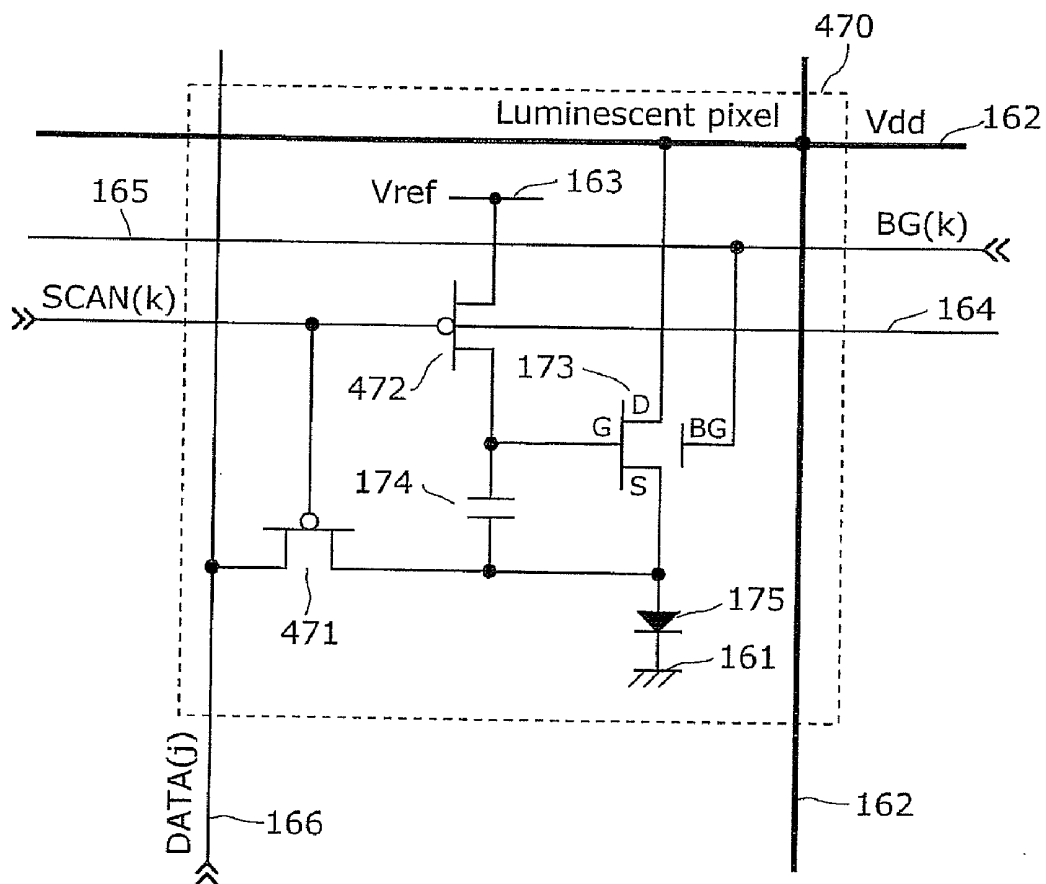 470
Luminescent pixel
Vdd
162
Vref
163
165
BG(k)
SCAN(k)
164
472
173
D
G
BG
S
174
471
175
161
DATA(j)
166
162